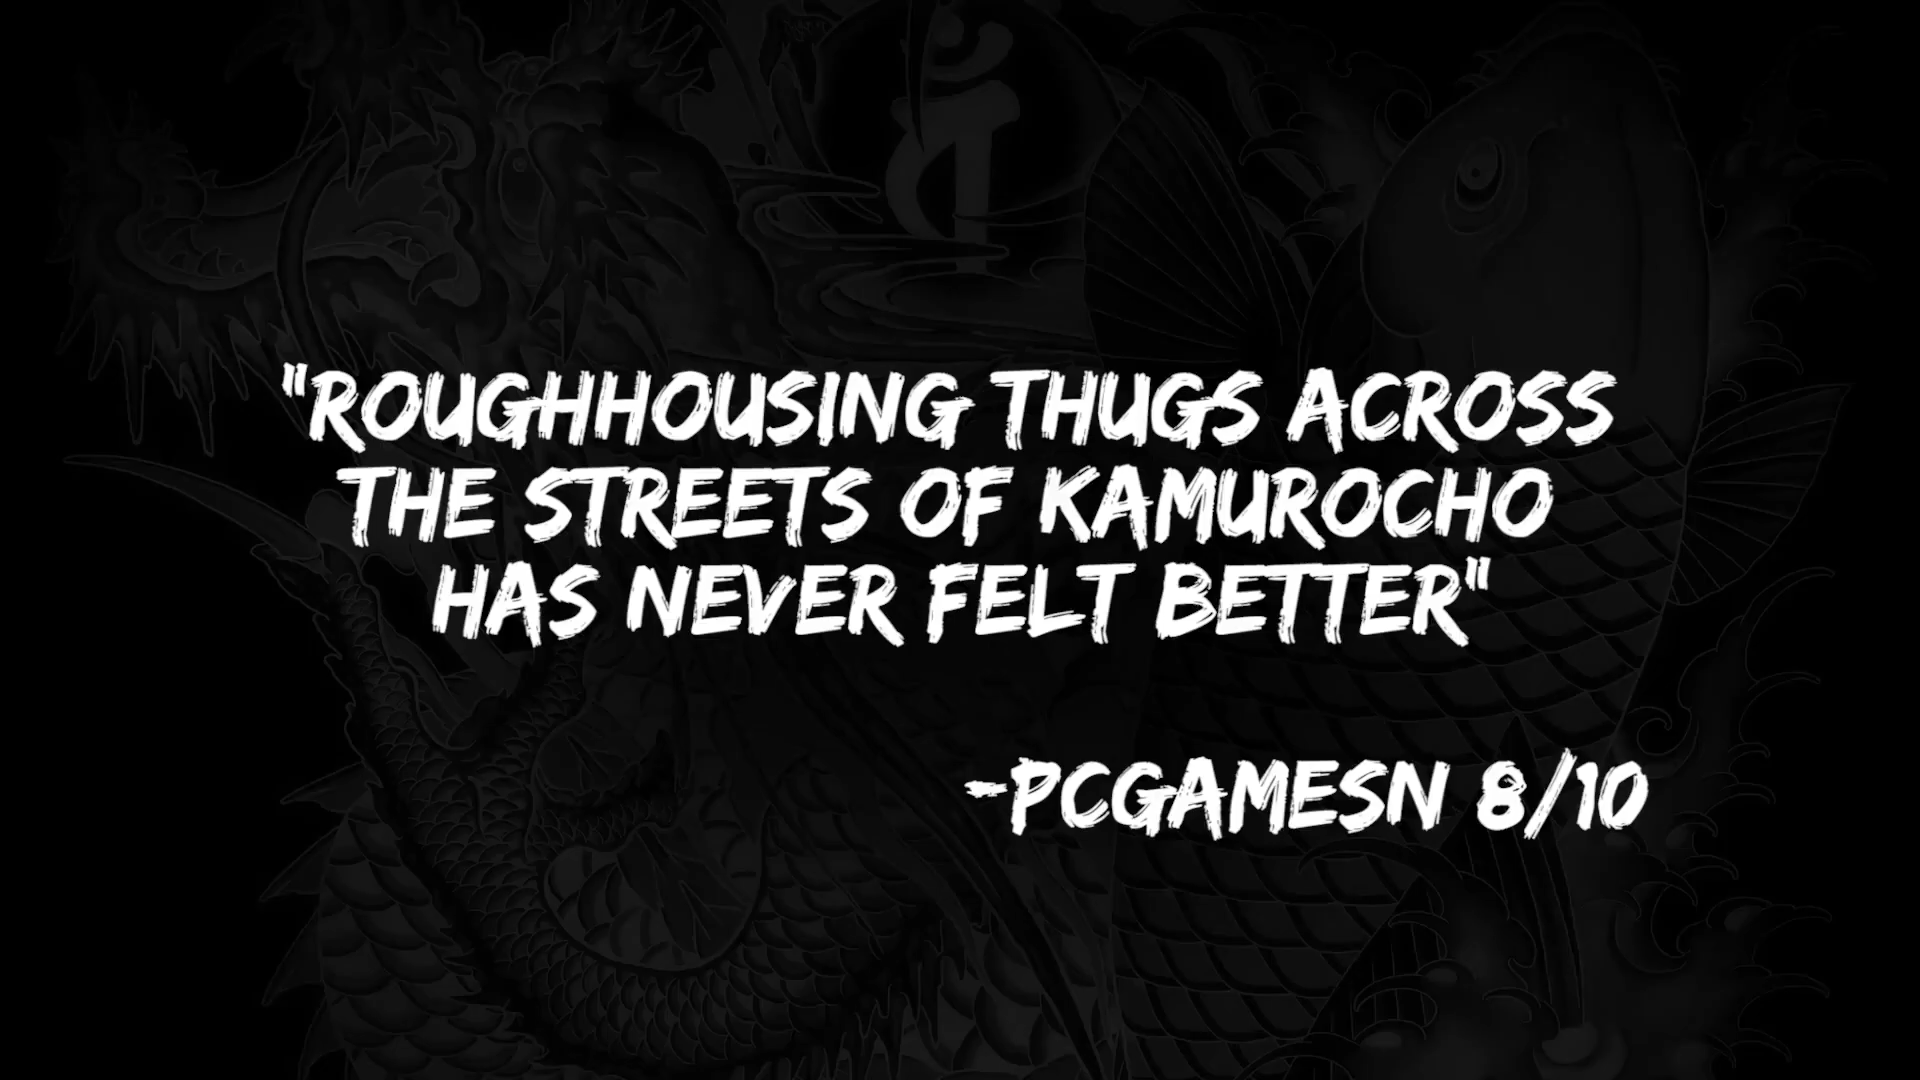 "ROUGHHOUSING THUGS ACROSS
THE STREETS OF KAMUROCHO
HAS NEVER FELT BETTER"
-PCGAMESN 8/10